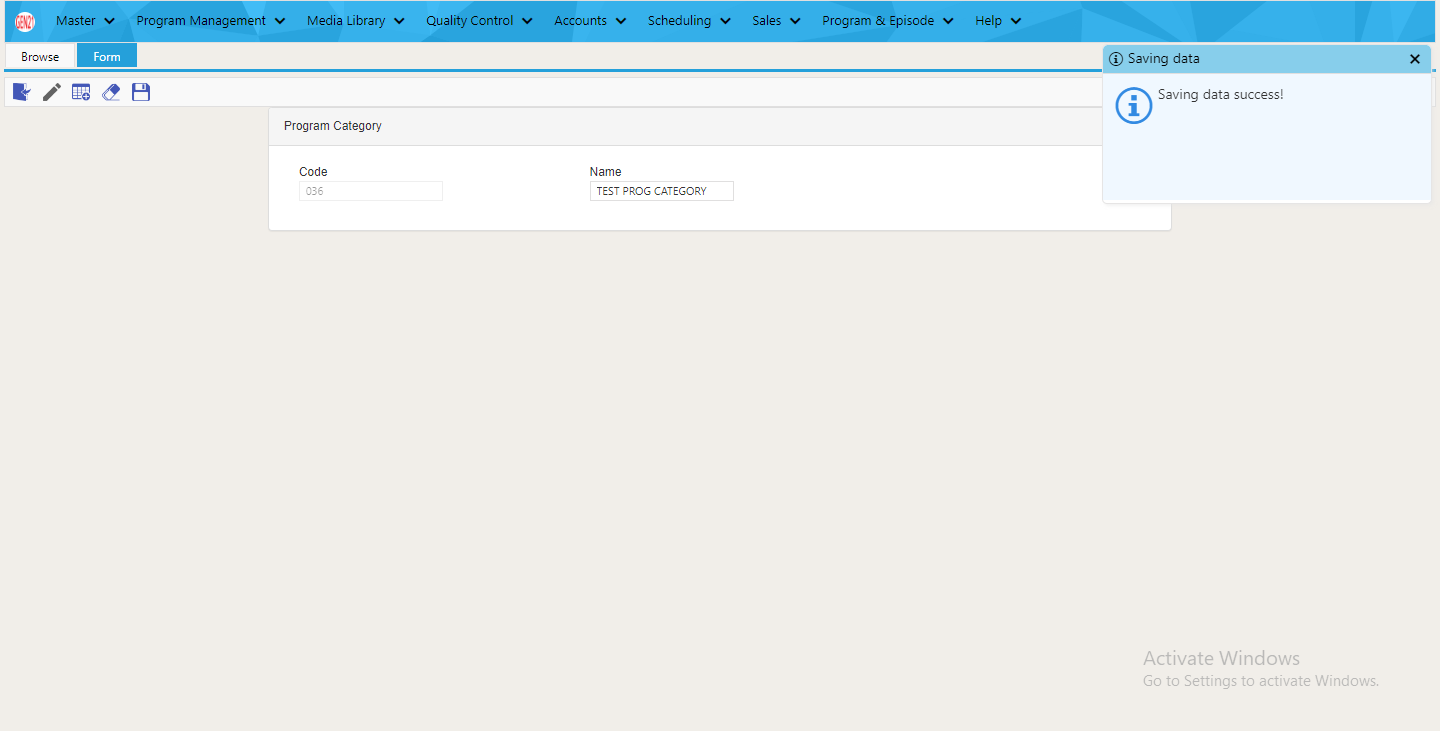 GEN21 Master Program Management Media Library Quality Control Accounts Scheduling Sales Program & Episode Help
Browse Form
Saving data
Saving data success!
Program Category
Code Name
036 TEST PROG CATEGORY
Activate Windows
Go to Settings to activate Windows.